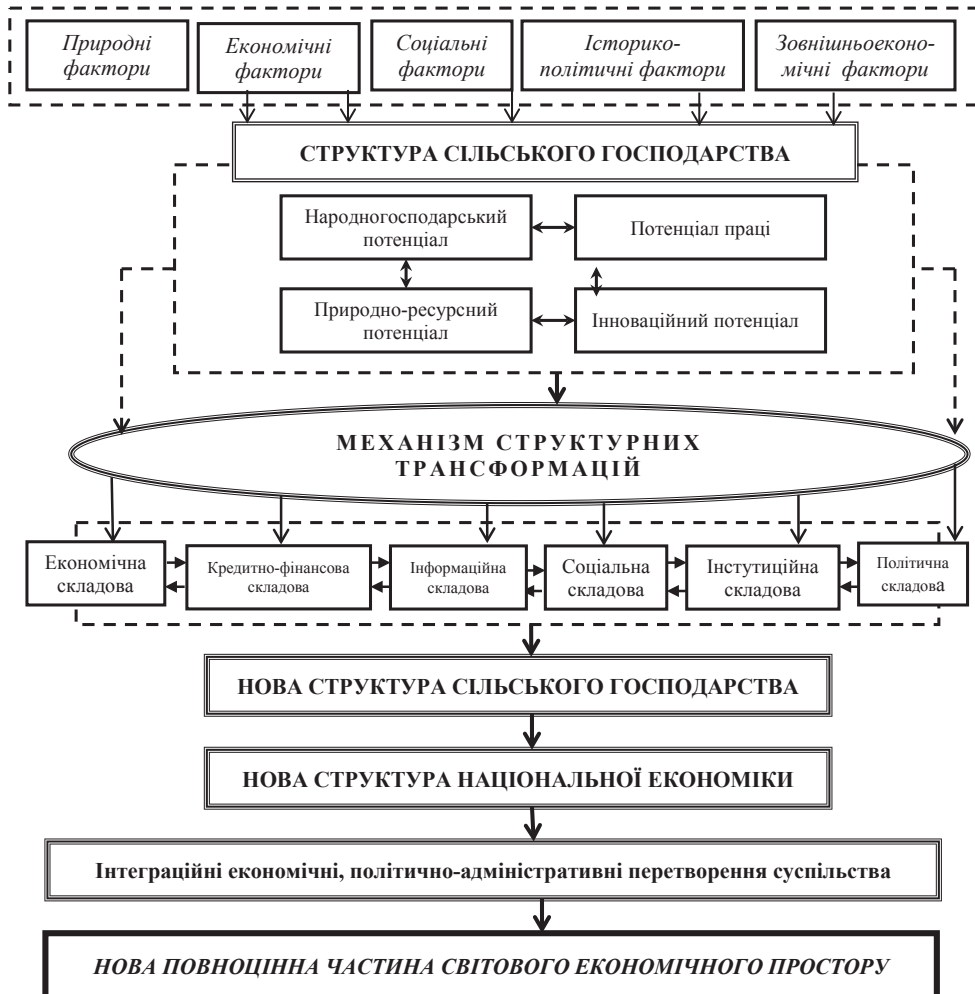 Природні
фактори
Економічні
фактори
Соціальні
фактори
Історико-
політичні фактори
Зовнішньоеконо-
мічні фактори
СТРУКТУРА СІЛЬСЬКОГО ГОСПОДАРСТВА
Народногосподарський
потенціал
Потенціал праці
Природно-ресурсний
потенціал
Інноваційний потенціал
МЕХАНІЗМ СТРУКТУРНИХ
ТРАНСФОРМАЦІЙ
Економічна
складова
Кредитно-фінансова
складова
Інформаційна
складова
Соціальна
складова
Інстутиційна
складова
Політична
складова
НОВА СТРУКТУРА СІЛЬСЬКОГО ГОСПОДАРСТВА
НОВА СТРУКТУРА НАЦІОНАЛЬНОЇ ЕКОНОМІКИ
Інтеграційні економічні, політично-адміністративні перетворення суспільства
НОВА ПОВНОЦІННА ЧАСТИНА СВІТОВОГО ЕКОНОМІЧНОГО ПРОСТОРУ